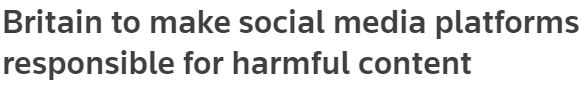 Britain to make social media platforms
responsible for harmful content